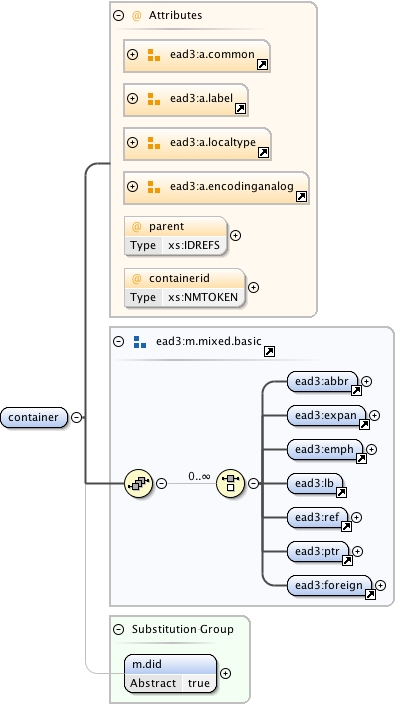 @ Attributes
ead3:a.common
ead3:a.label
ead3:a.localtype
ead3:a.encodinganalog
@ parent
Type xs:IDREFS
@ containerid
Type xs:NMTOKEN
ead3:m.mixed.basic
container
0..∞
ead3:abbr
ead3:expan
ead3:emph
ead3:lb
ead3:ref
ead3:ptr
ead3:foreign
Substitution Group
m.did
Abstract true